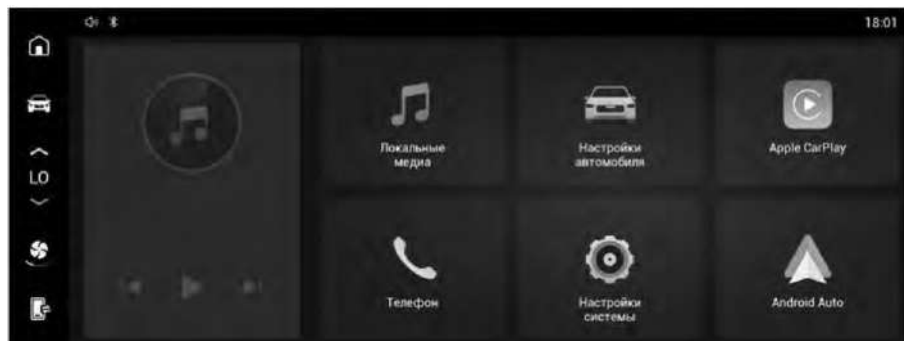 18:01
LO
Локальные
медиа
Настройки
автомобиля
Apple CarPlay
Телефон
Настройки
системы
Android Auto